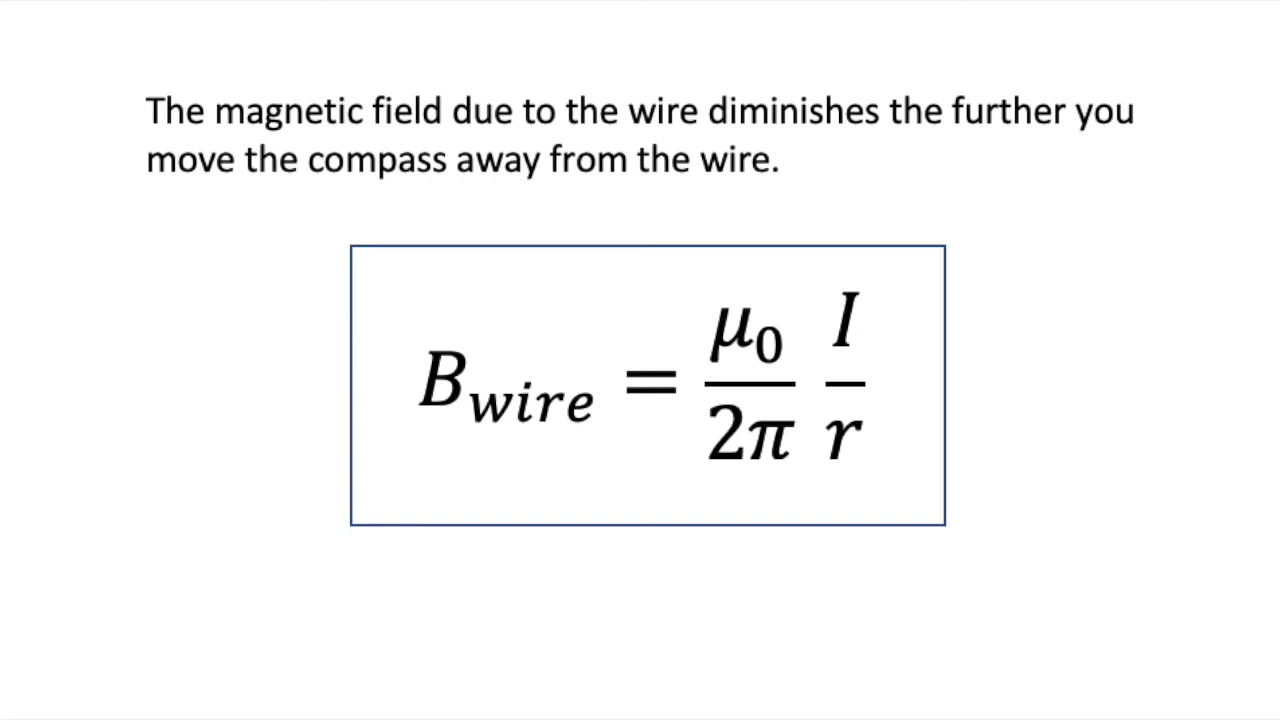 The magnetic field due to the wire diminishes the further you
move the compass away from the wire.
B_wire = μ₀/2π I/r